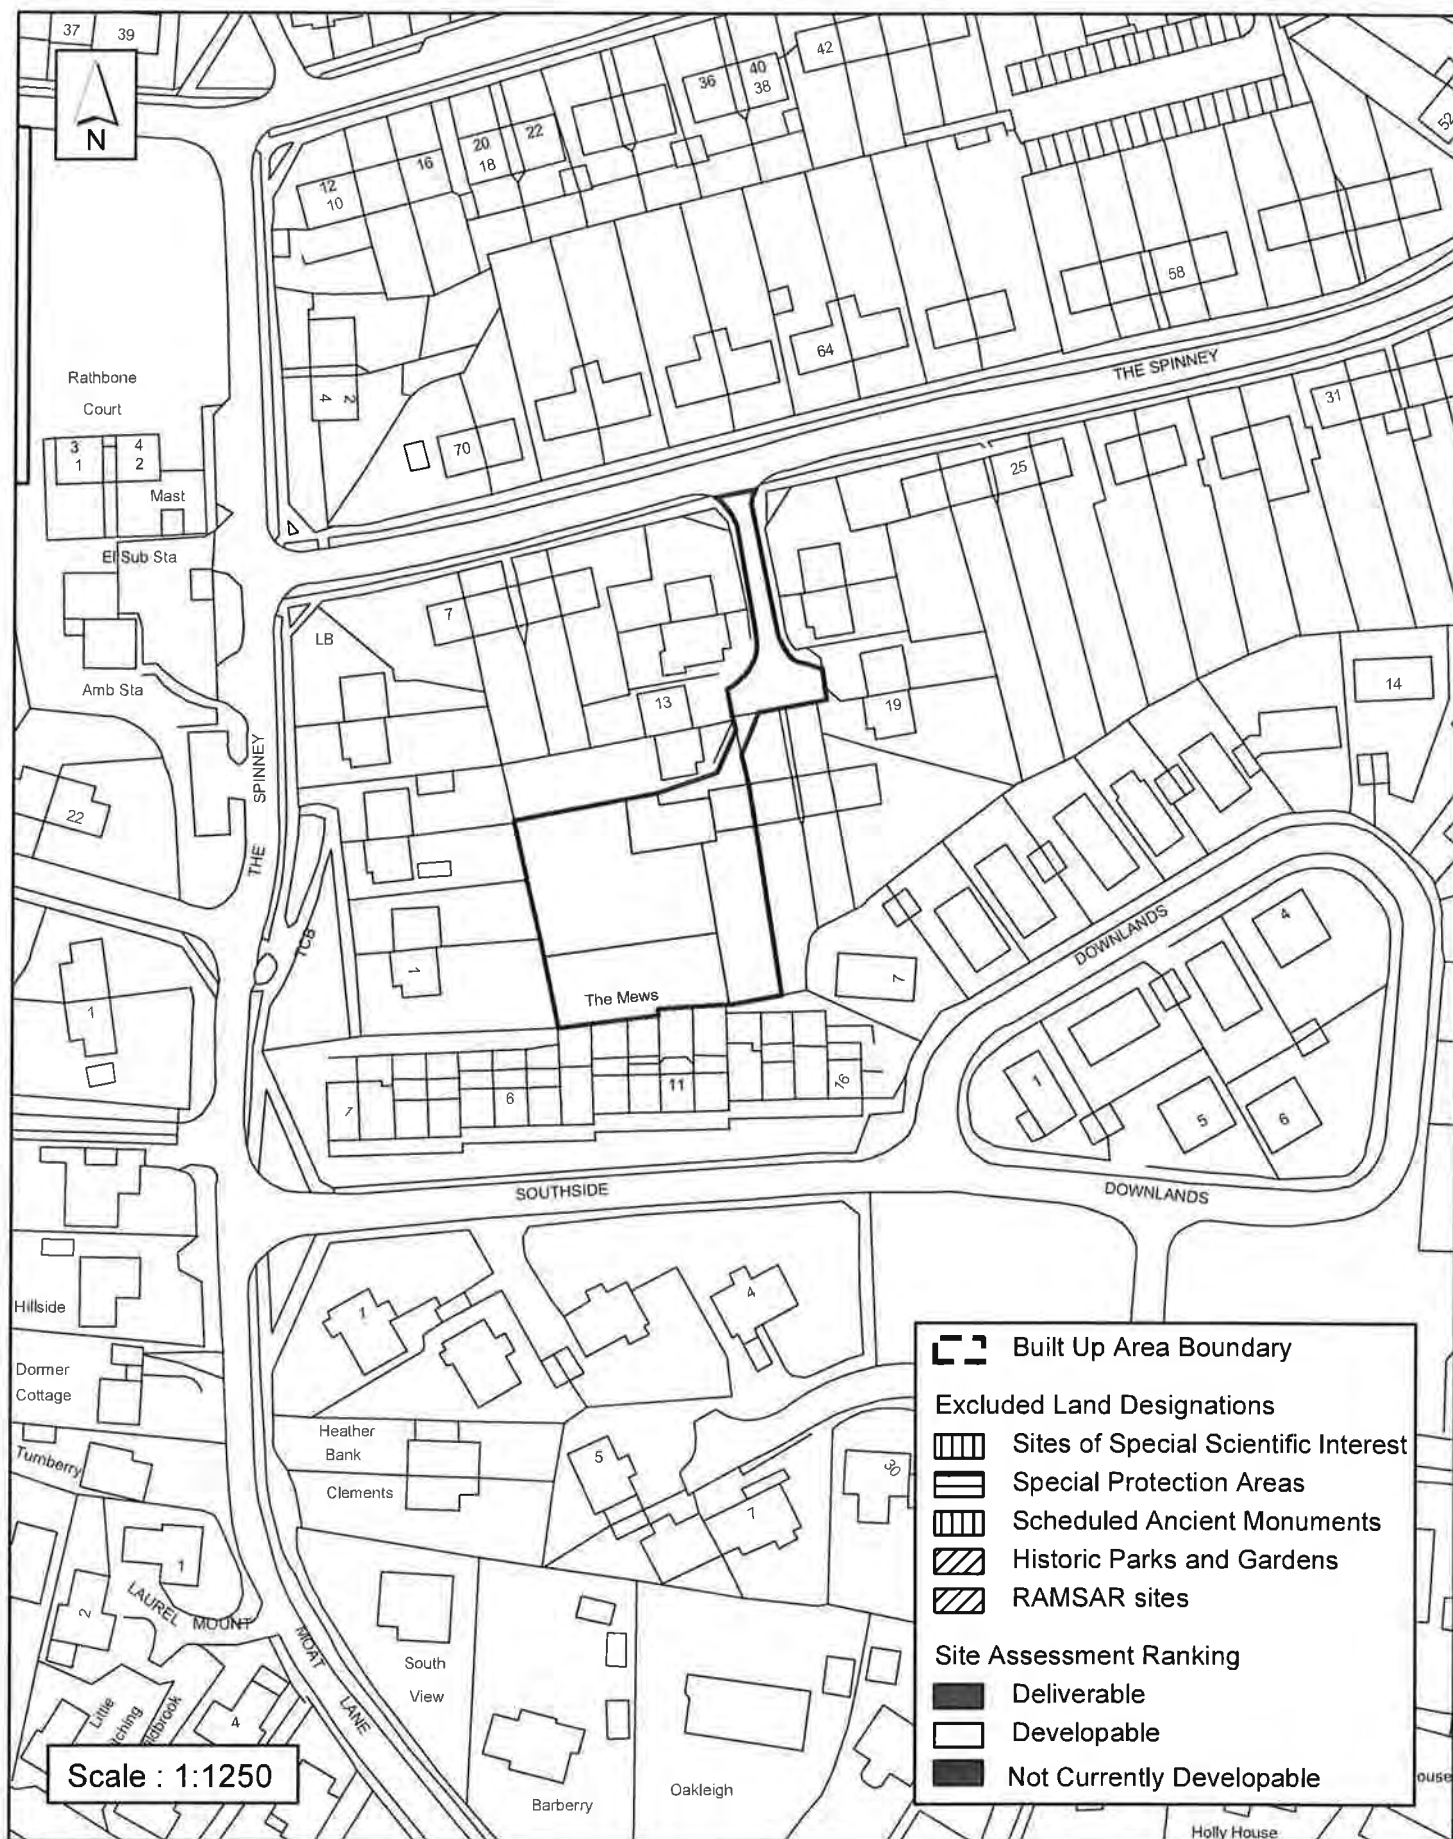 37
39
42
40
36
38
52
N
22
20
16
18
12
10
58
64
THE SPINNEY
Rathbone
Court
4
2
31
3
4
1
2
70
25
Mast
El Sub Sta
7
LB
Amb Sta
13
19
14
THE SPINNEY
22
TCB
DOWNLANDS
4
1
7
1
The Mews
1
6
11
16
1
5
6
SOUTHSIDE
DOWNLANDS
Hillside
1
4
Dormer
Cottage
Heather
Bank
Turnberry
Clements
5
30
7
1
2
LAUREL MOUNT
MOAT LANE
South
View
Little
4
Barberry
Oakleigh
Holly House
Scale : 1:1250
Built Up Area Boundary
Excluded Land Designations
Sites of Special Scientific Interest
Special Protection Areas
Scheduled Ancient Monuments
Historic Parks and Gardens
RAMSAR sites
Site Assessment Ranking
Deliverable
Developable
Not Currently Developable